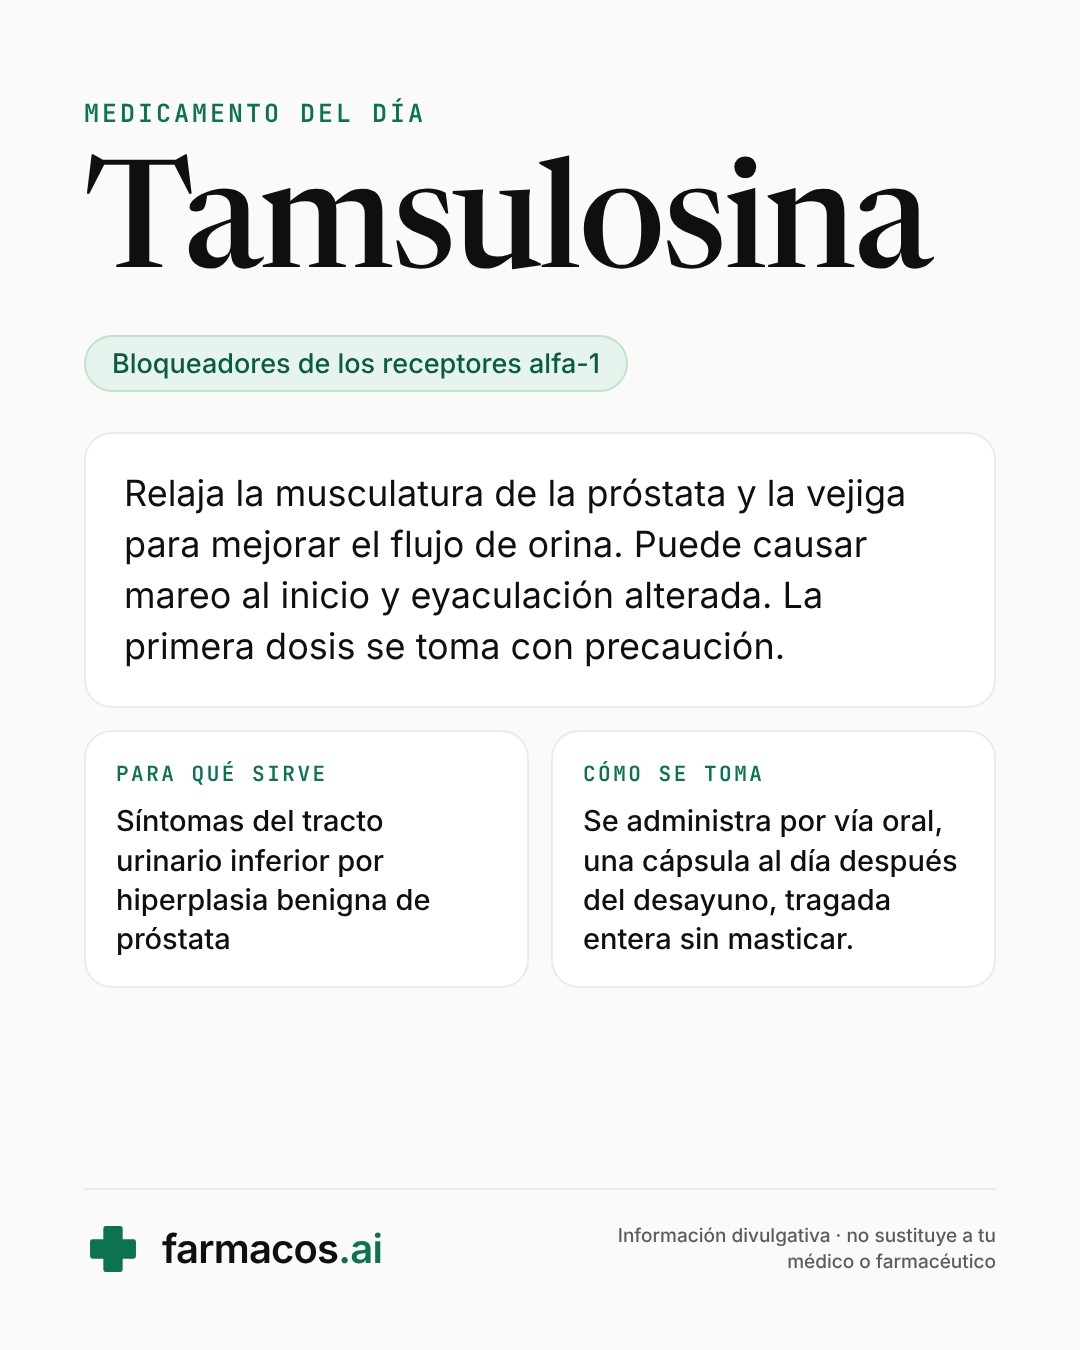 MEDICAMENTO DEL DÍA
Tamsulosina
Bloqueadores de los receptores alfa-1
Relaja la musculatura de la próstata y la vejiga
para mejorar el flujo de orina. Puede causar
mareo al inicio y eyaculación alterada. La
primera dosis se toma con precaución.
PARA QUÉ SIRVE
Síntomas del tracto
urinario inferior por
hiperplasia benigna de
próstata
CÓMO SE TOMA
Se administra por vía oral,
una cápsula al día después
del desayuno, tragada
entera sin masticar.
farmacos.ai
Información divulgativa · no sustituye a tu
médico o farmacéutico